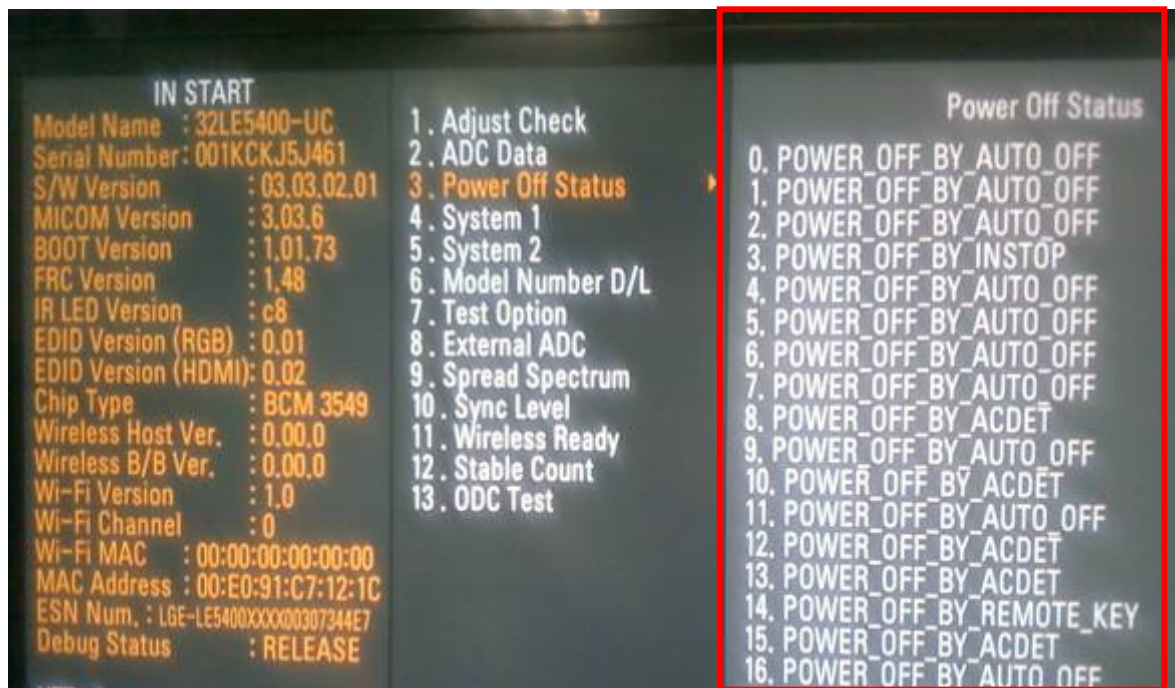 IN START
Model Name : 32LE5400-UC
Serial Number : 001KCKJ5J461
S/W Version : 03.03.02.01
MICOM Version : 3.03.6
BOOT Version : 1.01.73
FRC Version : 1.48
IR LED Version : c8
EDID Version (RGB) : 0.01
EDID Version (HDMI): 0.02
Chip Type : BCM 3549
Wireless Host Ver. : 0.00.0
Wireless B/B Ver. : 0.00.0
Wi-Fi Version : 1.0
Wi-Fi Channel : 0
Wi-Fi MAC : 00:00:00:00:00:00
MAC Address : 00:E0:91:C7:12:1C
ESN Num. : LGE-LE5400XXXX00307344E7
Debug Status : RELEASE
1 . Adjust Check
2 . ADC Data
3 . Power Off Status
4 . System 1
5 . System 2
6 . Model Number D/L
7 . Test Option
8 . External ADC
9 . Spread Spectrum
10 . Sync Level
11 . Wireless Ready
12 . Stable Count
13 . ODC Test
Power Off Status
0. POWER_OFF_BY_AUTO_OFF
1. POWER_OFF_BY_AUTO_OFF
2. POWER_OFF_BY_AUTO_OFF
3. POWER_OFF_BY_INSTOP
4. POWER_OFF_BY_AUTO_OFF
5. POWER_OFF_BY_AUTO_OFF
6. POWER_OFF_BY_AUTO_OFF
7. POWER_OFF_BY_AUTO_OFF
8. POWER_OFF_BY_ACDET
9. POWER_OFF_BY_AUTO_OFF
10. POWER_OFF_BY_ACDET
11. POWER_OFF_BY_AUTO_OFF
12. POWER_OFF_BY_ACDET
13. POWER_OFF_BY_ACDET
14. POWER_OFF_BY_REMOTE_KEY
15. POWER_OFF_BY_ACDET
16. POWER_OFF_BY_AUTO_OFF